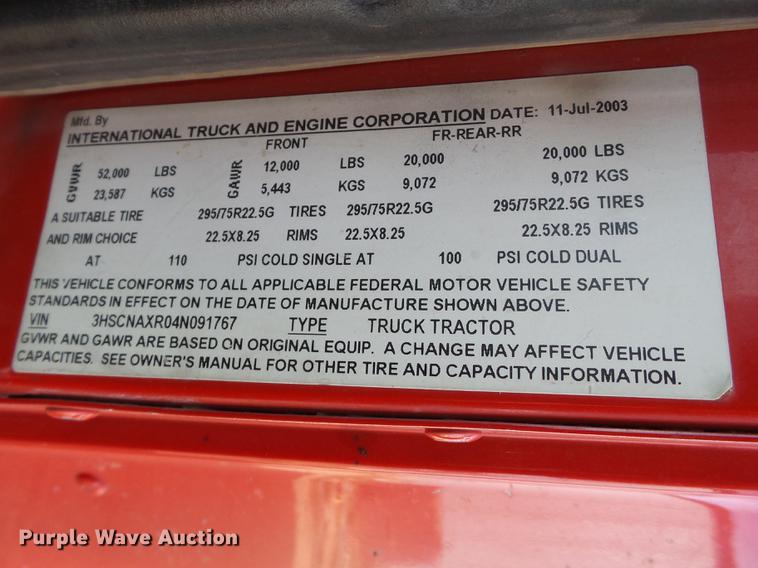 Mfd. By
INTERNATIONAL TRUCK AND ENGINE CORPORATION DATE: 11-Jul-2003
FRONT FR-REAR-RR
GVWR 52,000 LBS GAWR 12,000 LBS 20,000 20,000 LBS
23,587 KGS 5,443 KGS 9,072 9,072 KGS
A SUITABLE TIRE 295/75R22.5G TIRES 295/75R22.5G 295/75R22.5G TIRES
AND RIM CHOICE 22.5X8.25 RIMS 22.5X8.25 22.5X8.25 RIMS
AT 110 PSI COLD SINGLE AT 100 PSI COLD DUAL
THIS VEHICLE CONFORMS TO ALL APPLICABLE FEDERAL MOTOR VEHICLE SAFETY
STANDARDS IN EFFECT ON THE DATE OF MANUFACTURE SHOWN ABOVE.
VIN 3HSCNAXR04N091767 TYPE TRUCK TRACTOR
GVWR AND GAWR ARE BASED ON ORIGINAL EQUIP. A CHANGE MAY AFFECT VEHICLE
CAPACITIES. SEE OWNER'S MANUAL FOR OTHER TIRE AND CAPACITY INFORMATION.
Purple Wave Auction